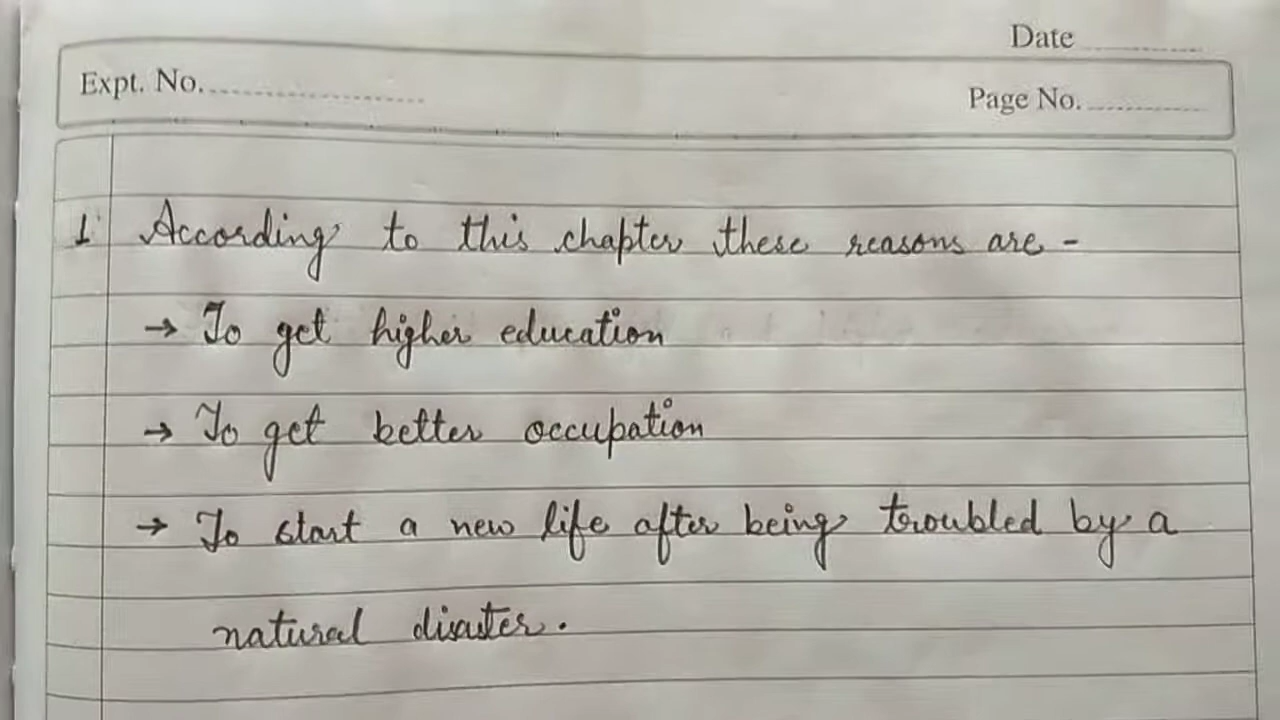 Date
Expt. No.
Page No.
1 According to this chapter these reasons are -
→ To get higher education
→ To get better occupation
→ To start a new life after being troubled by a
natural disaster.